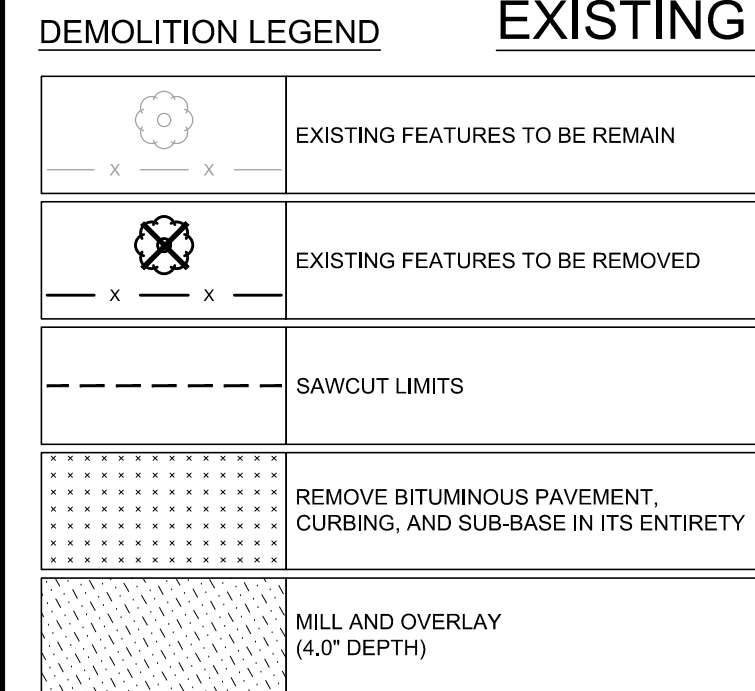 DEMOLITION LEGEND
EXISTING
EXISTING FEATURES TO BE REMAIN
X X
EXISTING FEATURES TO BE REMOVED
X X
SAWCUT LIMITS
REMOVE BITUMINOUS PAVEMENT,
CURBING, AND SUB-BASE IN ITS ENTIRETY
MILL AND OVERLAY
(4.0" DEPTH)